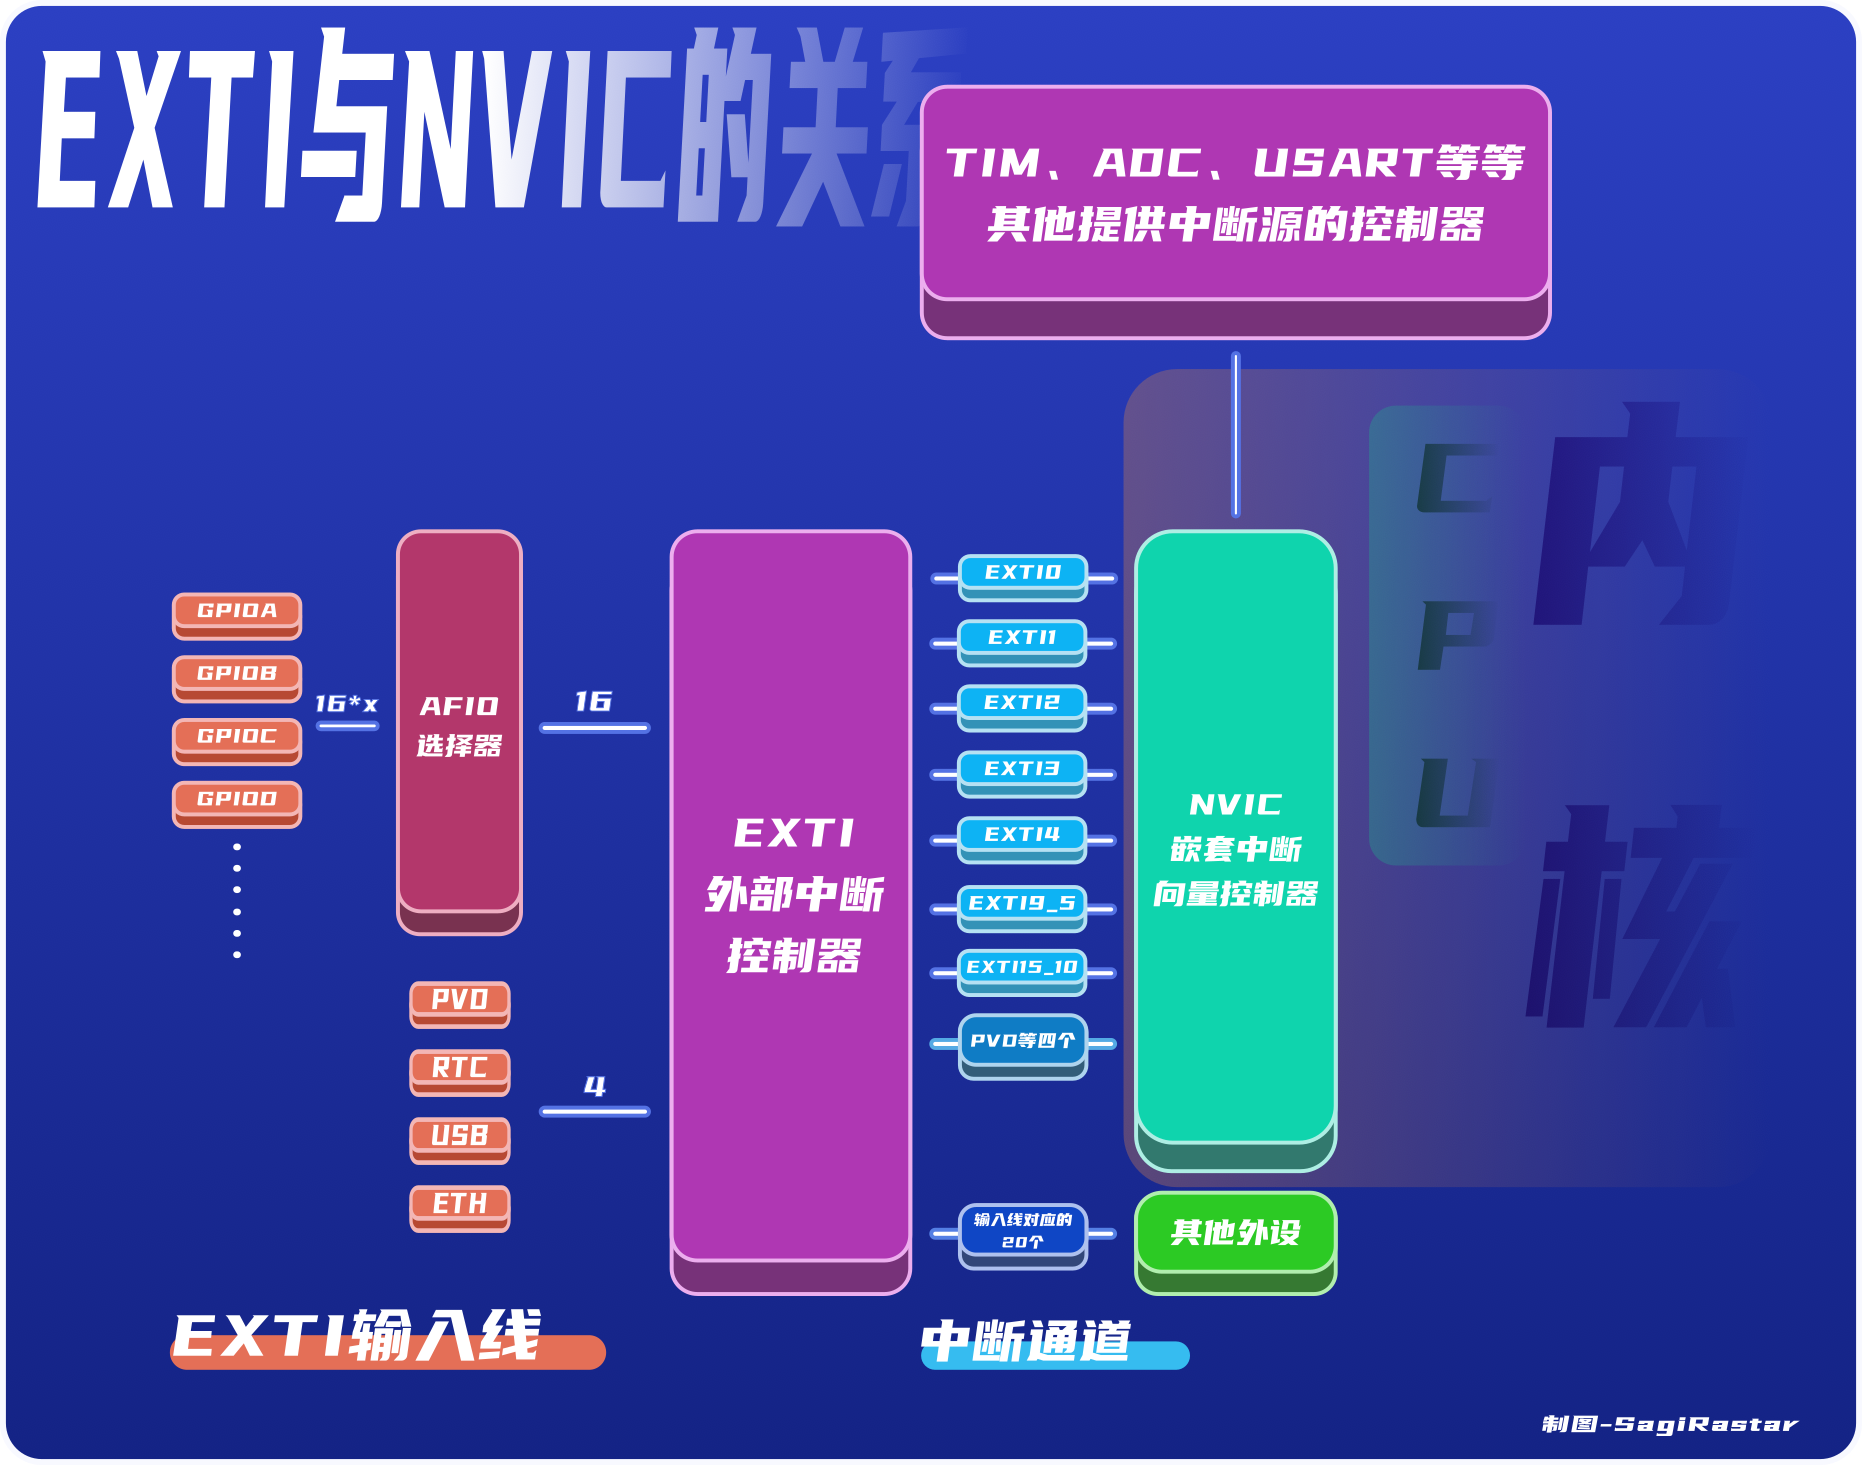 EXTI与NVIC的关系
TIM、ADC、USART等等
其他提供中断源的控制器
内
核
CPU
GPIOA
GPIOB
GPIOC
GPIOD
16*x
AFIO
选择器
16
PVD
RTC
USB
ETH
4
EXTI
外部中断
控制器
EXTI0
EXTI1
EXTI2
EXTI3
EXTI4
EXTI9_5
EXTI15_10
PVD等四个
输入线对应的
20个
NVIC
嵌套中断
向量控制器
其他外设
EXTI输入线
中断通道
制图-SagiRastar